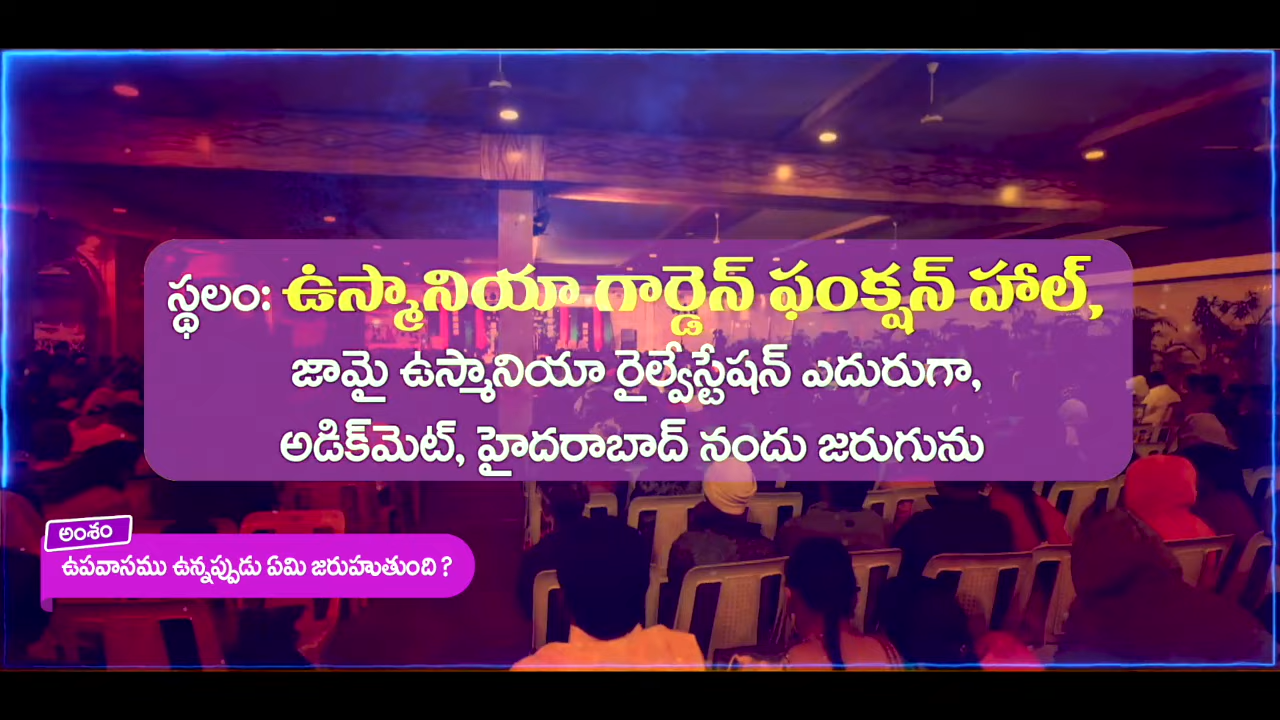 స్థలం: ఉస్మానియా గార్డెన్ ఫంక్షన్ హాల్,
జామై ఉస్మానియా రైల్వేస్టేషన్ ఎదురుగా,
అడిక్‌మెట్, హైదరాబాద్ నందు జరుగును
అంశం
ఉపవాసము ఉన్నప్పుడు ఏమి జరుహుతుంది ?